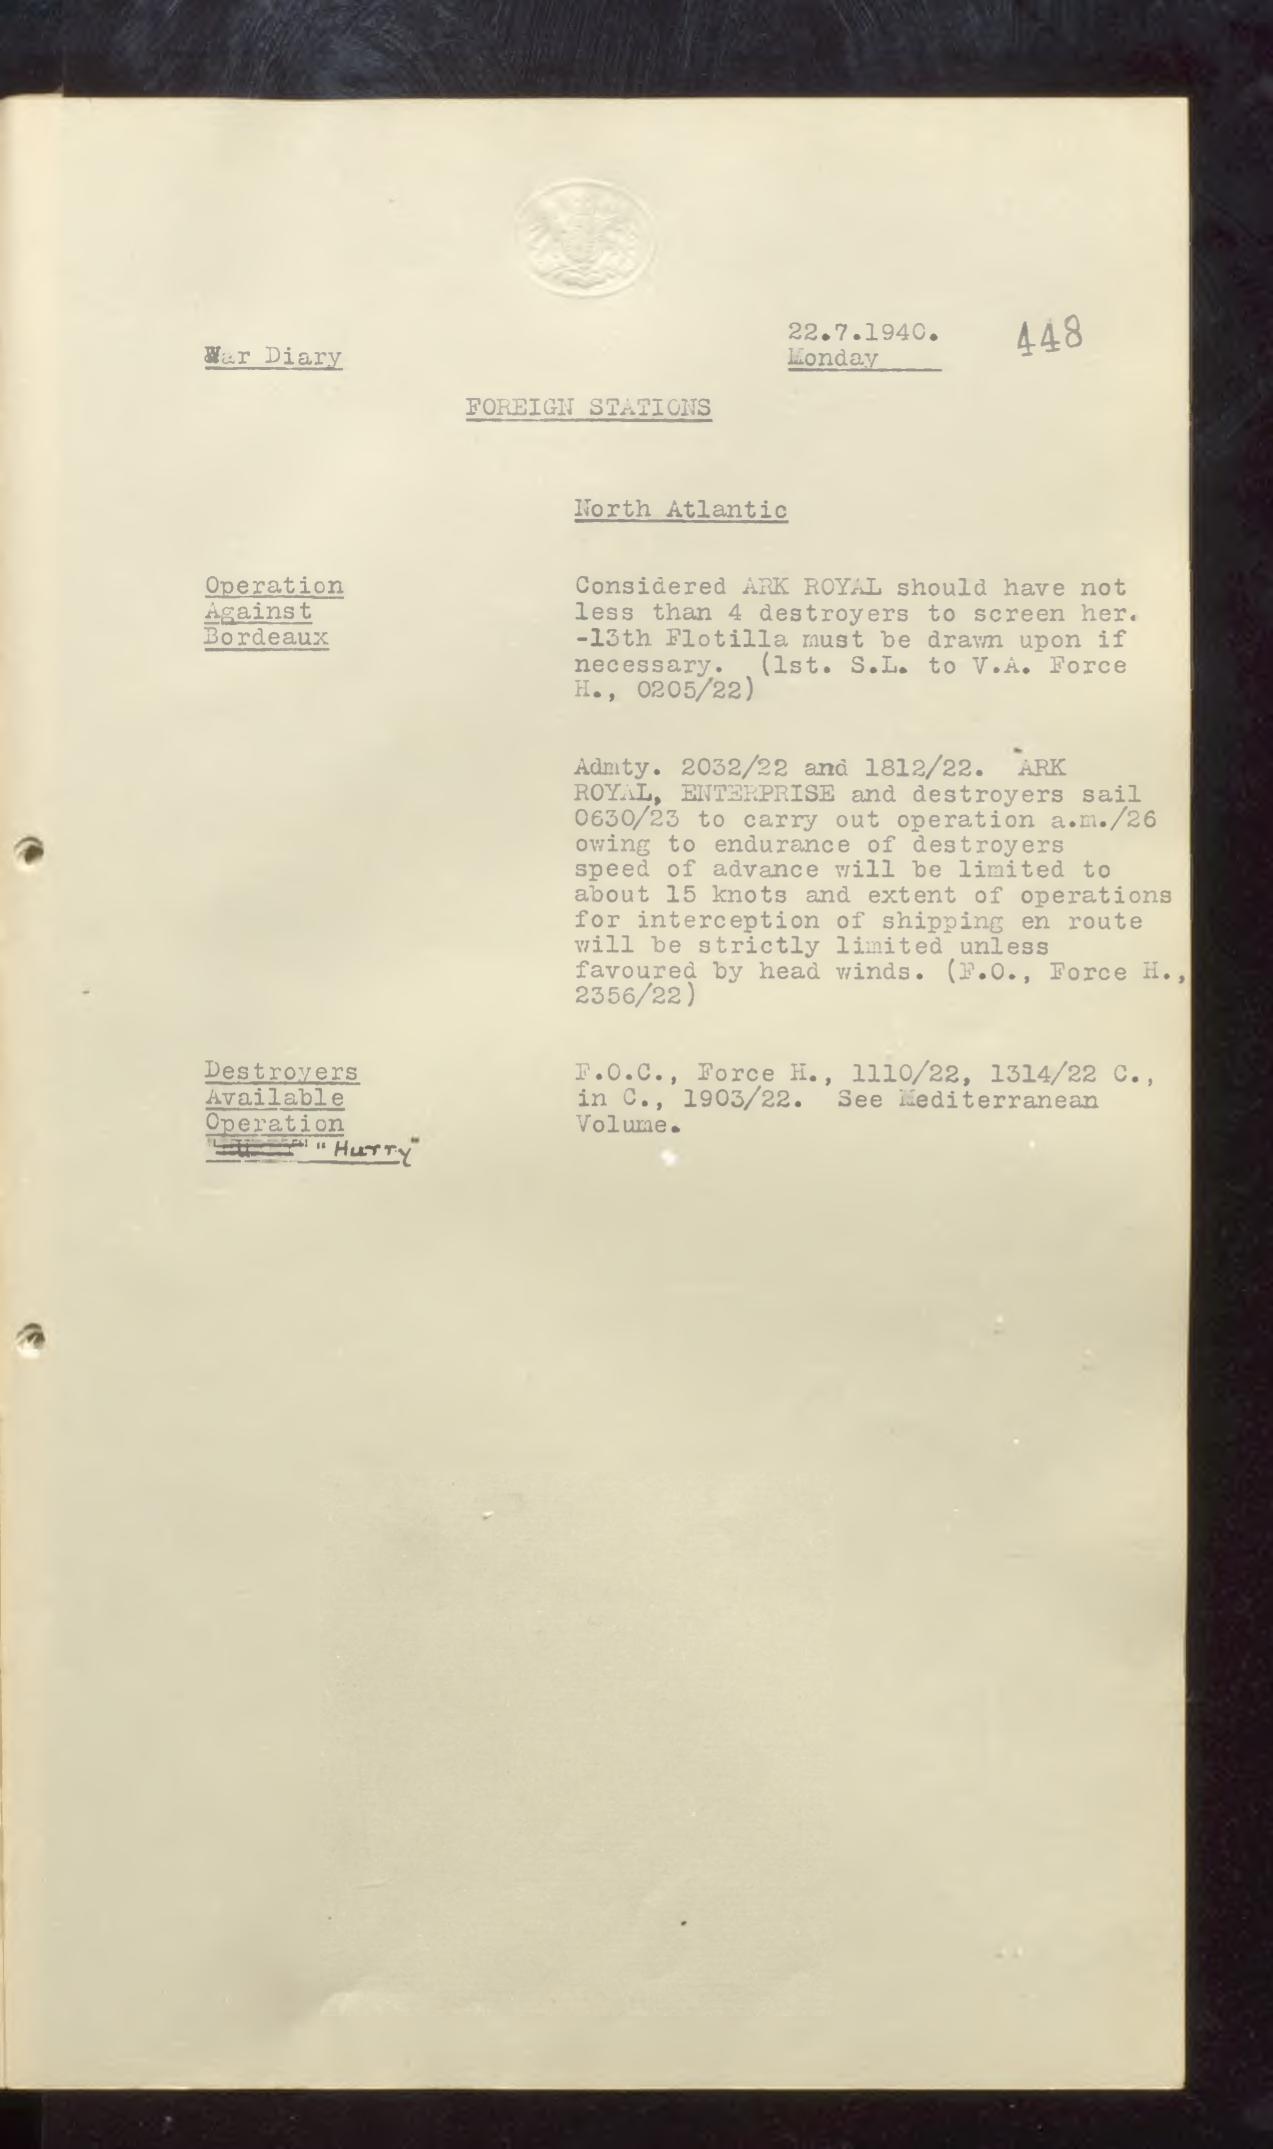 War Diary
22.7.1940.
Monday
448
FOREIGN STATIONS
North Atlantic
Operation
Against
Bordeaux
Considered ARK ROYAL should have not
less than 4 destroyers to screen her.
-13th Flotilla must be drawn upon if
necessary. (1st. S.L. to V.A. Force
H., 0205/22)
Admty. 2032/22 and 1812/22. ARK
ROYAL, ENTERPRISE and destroyers sail
0630/23 to carry out operation a.m./26
owing to endurance of destroyers
speed of advance will be limited to
about 15 knots and extent of operations
for interception of shipping en route
will be strictly limited unless
favoured by head winds. (F.O., Force H.,
2356/22)
Destroyers
Available
Operation
"Hurry"
F.O.C., Force H., 1110/22, 1314/22 C.,
in C., 1903/22. See Mediterranean
Volume.